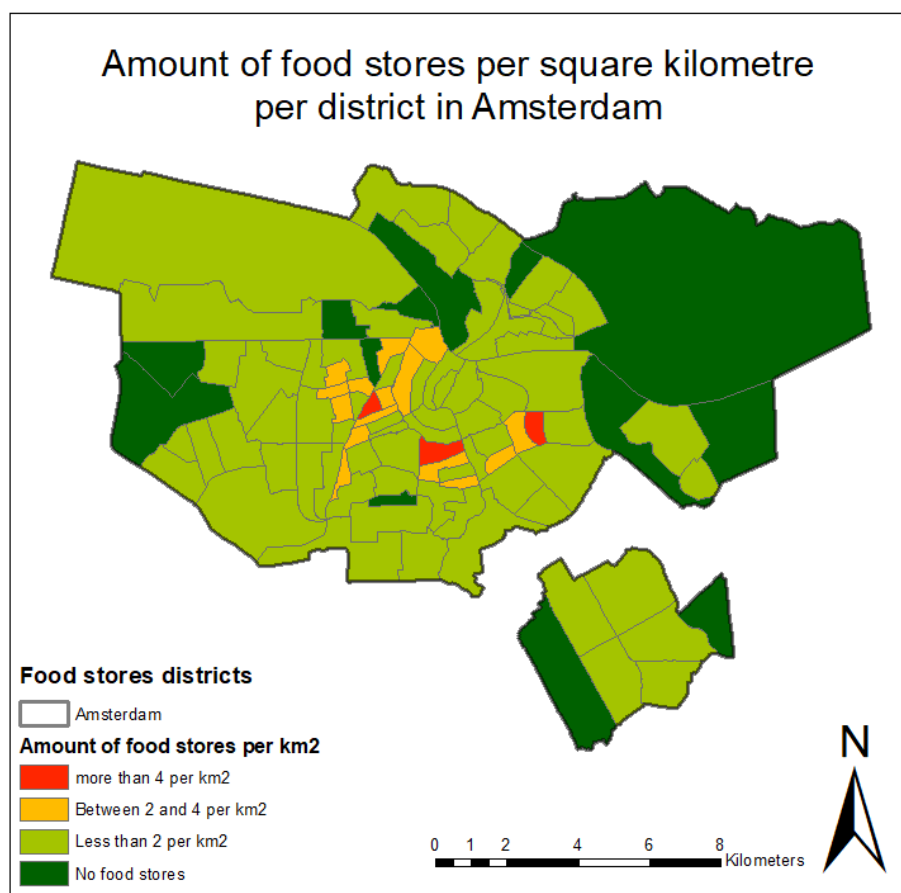 Amount of food stores per square kilometre
per district in Amsterdam
Food stores districts
Amsterdam
Amount of food stores per km2
more than 4 per km2
Between 2 and 4 per km2
Less than 2 per km2
No food stores
0 1 2 4 6 8
Kilometers
N